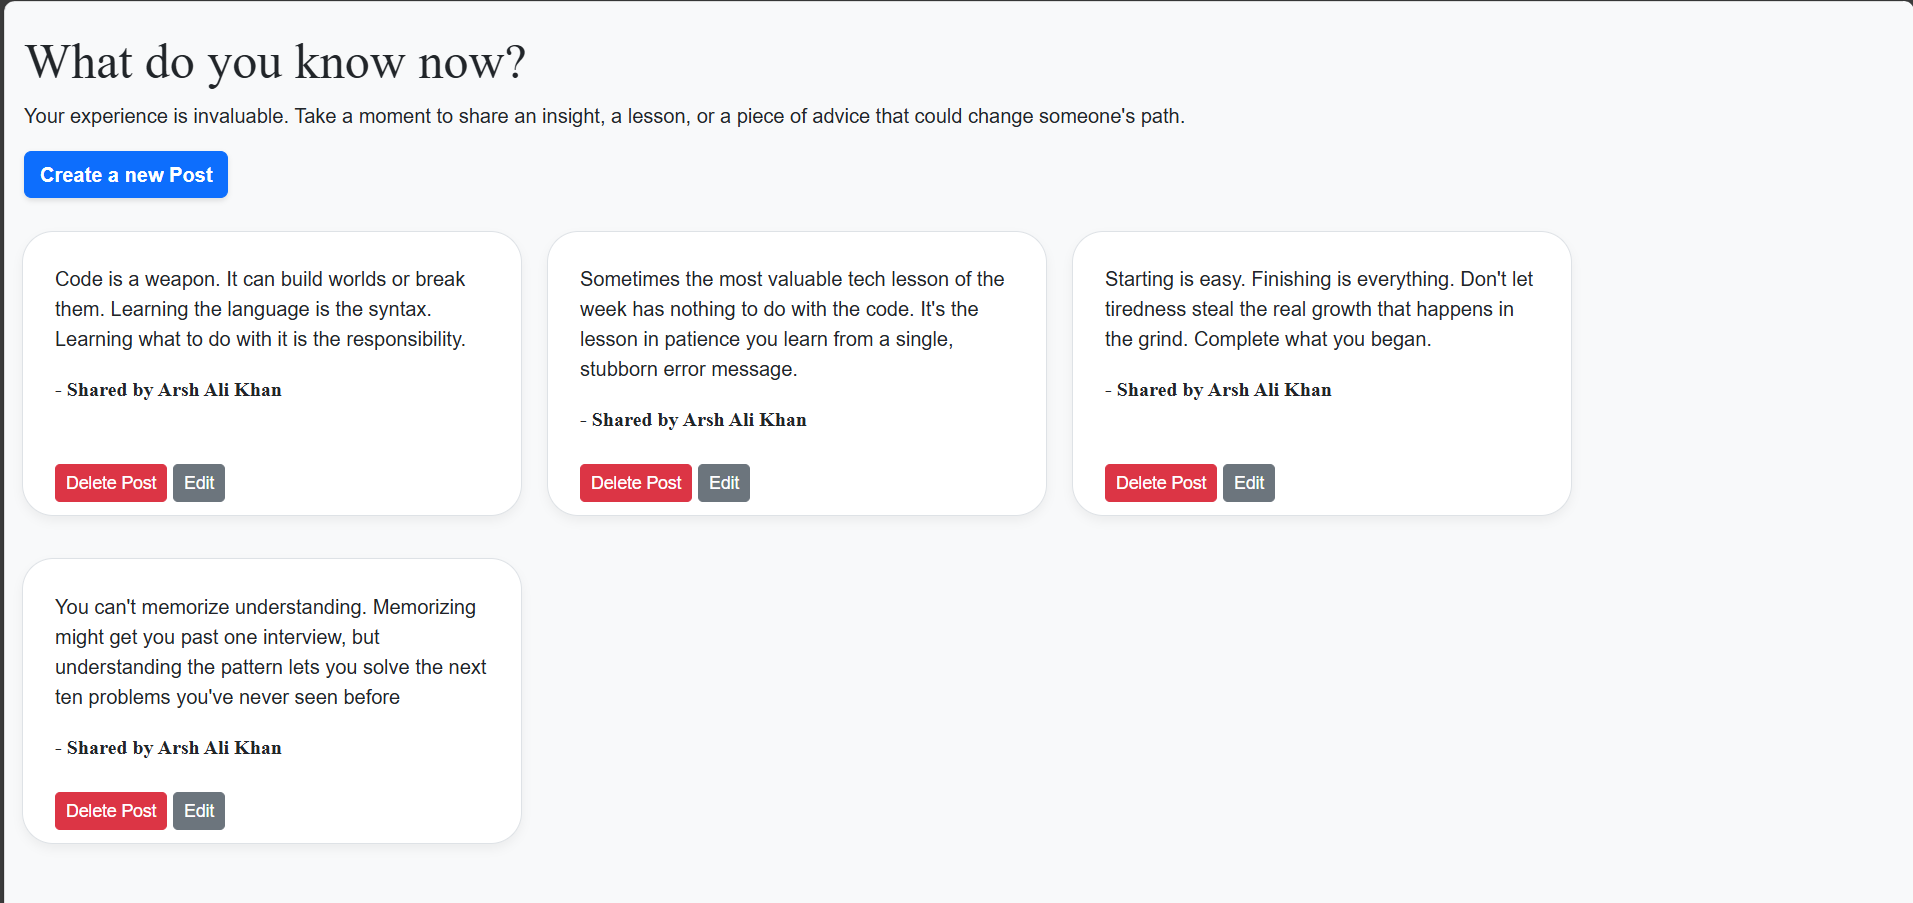 What do you know now?
Your experience is invaluable. Take a moment to share an insight, a lesson, or a piece of advice that could change someone's path.
Create a new Post
Code is a weapon. It can build worlds or break
them. Learning the language is the syntax.
Learning what to do with it is the responsibility.
- Shared by Arsh Ali Khan
Delete Post Edit
Sometimes the most valuable tech lesson of the
week has nothing to do with the code. It's the
lesson in patience you learn from a single,
stubborn error message.
- Shared by Arsh Ali Khan
Delete Post Edit
Starting is easy. Finishing is everything. Don't let
tiredness steal the real growth that happens in
the grind. Complete what you began.
- Shared by Arsh Ali Khan
Delete Post Edit
You can't memorize understanding. Memorizing
might get you past one interview, but
understanding the pattern lets you solve the next
ten problems you've never seen before
- Shared by Arsh Ali Khan
Delete Post Edit